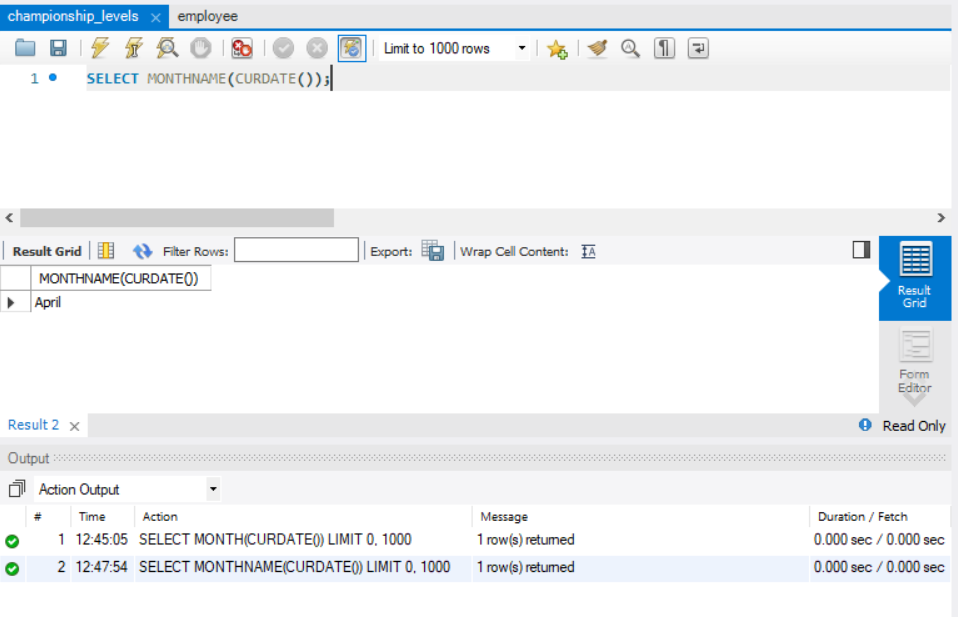 championship_levels × employee
Limit to 1000 rows
1 SELECT MONTHNAME(CURDATE());
Result Grid Filter Rows: Export: Wrap Cell Content: IA
MONTHNAME(CURDATE())
April
Result
Grid
Form
Editor
Result 2 × Read Only
Output
Action Output
# Time Action Message Duration / Fetch
1 12:45:05 SELECT MONTH(CURDATE()) LIMIT 0, 1000 1 row(s) returned 0.000 sec / 0.000 sec
2 12:47:54 SELECT MONTHNAME(CURDATE()) LIMIT 0, 1000 1 row(s) returned 0.000 sec / 0.000 sec